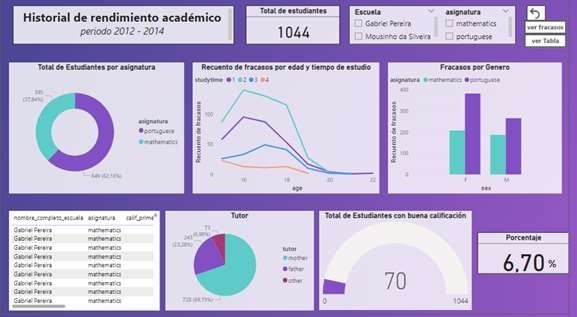 Historial de rendimiento académico
periodo 2012 - 2014
Total de estudiantes
1044
Escuela
Gabriel Pereira
Mousinho da Silveira
asignatura
mathematics
portuguese
ver fracasos
ver Tabla
Total de Estudiantes por asignatura
395
(37,84%)
649 (62,16%)
asignatura
portuguese
mathematics
Recuento de fracasos por edad y tiempo de estudio
studytime 1 2 3 4
Recuento de fracasos
100
50
0
16 18 20 22
age
Fracasos por Genero
asignatura mathematics portuguese
Recuento de fracasos
400
200
0
F M
sex
nombre_completo_escuela asignatura calif_prime
Gabriel Pereira mathematics
Gabriel Pereira mathematics
Gabriel Pereira mathematics
Gabriel Pereira mathematics
Gabriel Pereira mathematics
Gabriel Pereira mathematics
Gabriel Pereira mathematics
Gabriel Pereira mathematics
Tutor
73
243
(23,28%)
728 (69,73%)
tutor
mother
father
other
Total de Estudiantes con buena calificación
70
0 1044
Porcentaje
6,70 %